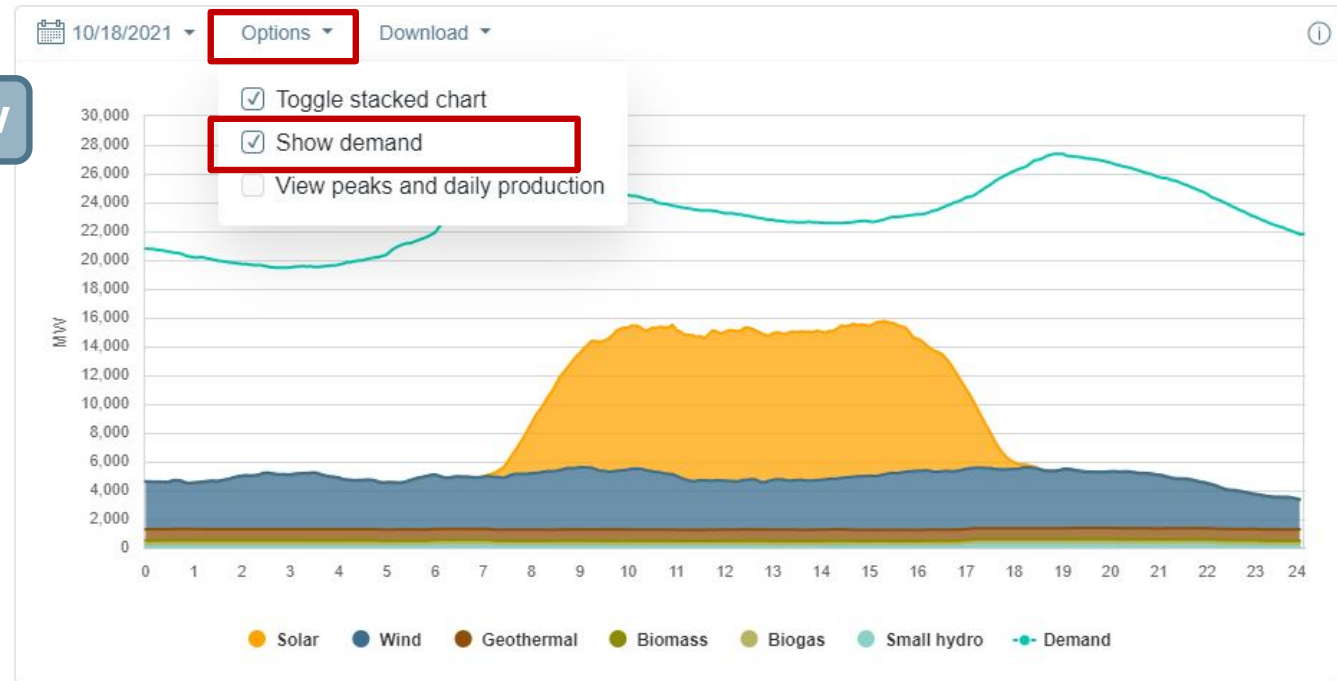 10/18/2021 Options Download
Toggle stacked chart
Show demand
View peaks and daily production
30,000
28,000
26,000
24,000
22,000
20,000
18,000
16,000
14,000
12,000
10,000
8,000
6,000
4,000
2,000
0
MW
0 1 2 3 4 5 6 7 8 9 10 11 12 13 14 15 16 17 18 19 20 21 22 23 24
Solar Wind Geothermal Biomass Biogas Small hydro Demand